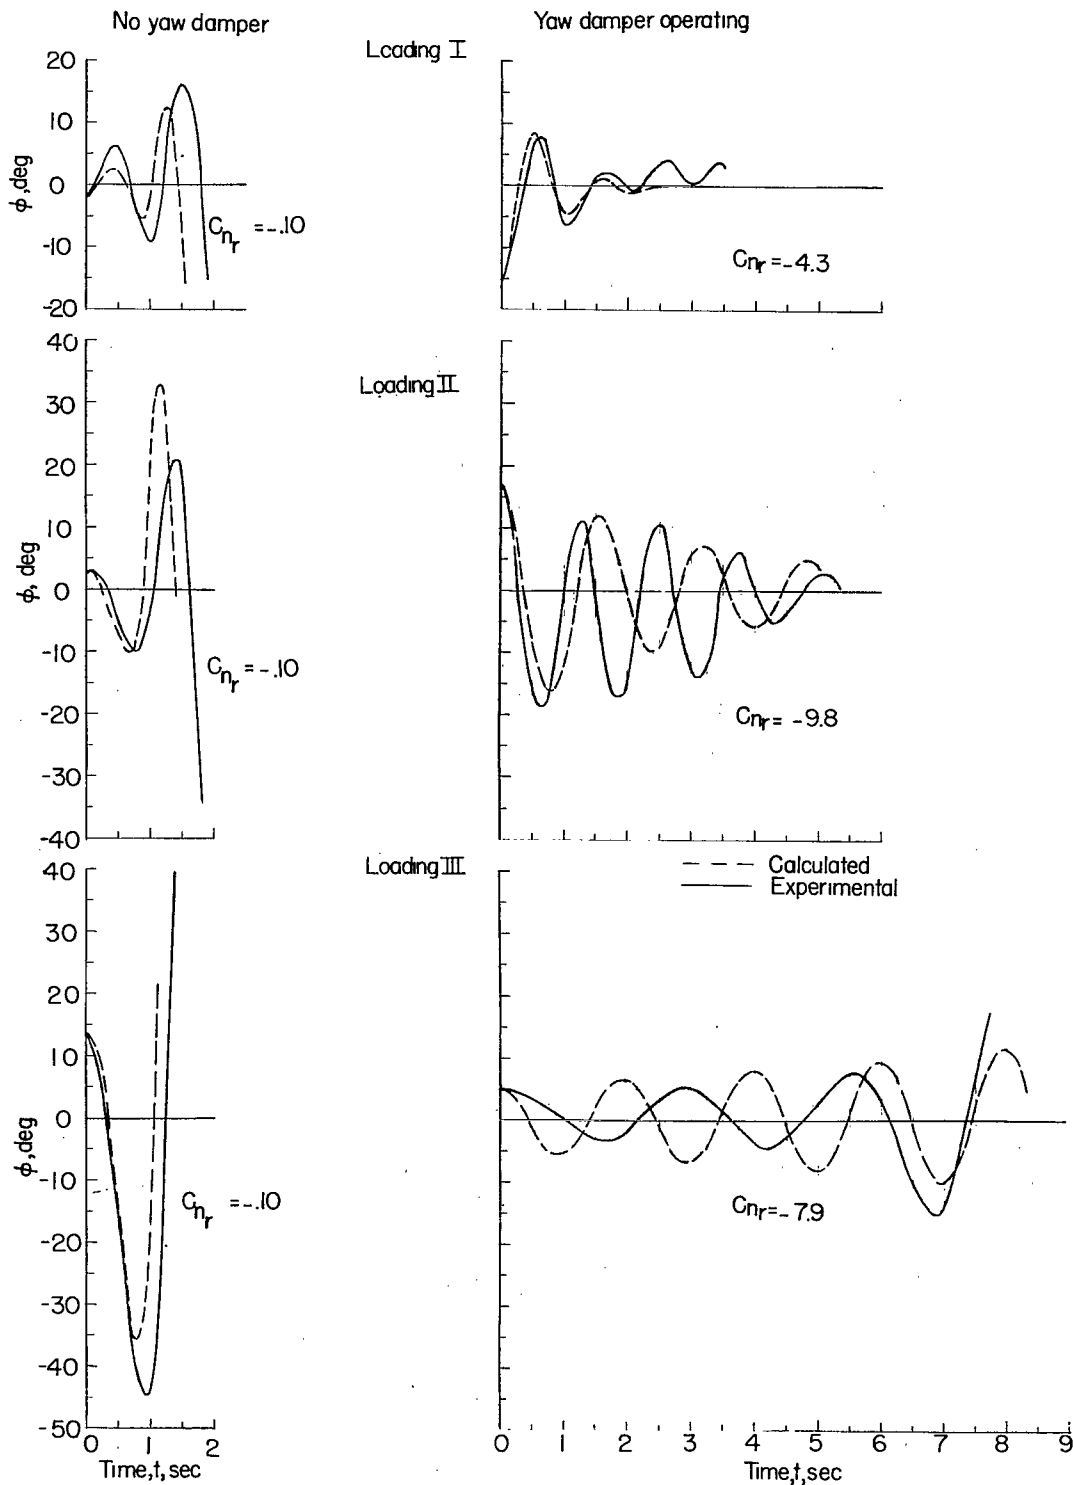 No yaw damper
Yaw damper operating
Loading I
20
10
0
-10
-20
φ, deg
Cnr = -.10
Cnr = -4.3
Loading II
40
30
20
10
0
-10
-20
-30
-40
φ, deg
Cnr = -.10
Cnr = -9.8
Loading III
Calculated
Experimental
40
30
20
10
0
-10
-20
-30
-40
-50
φ, deg
Cnr = -.10
Cnr = -7.9
0 1 2
Time, t, sec
0 1 2 3 4 5 6 7 8 9
Time, t, sec